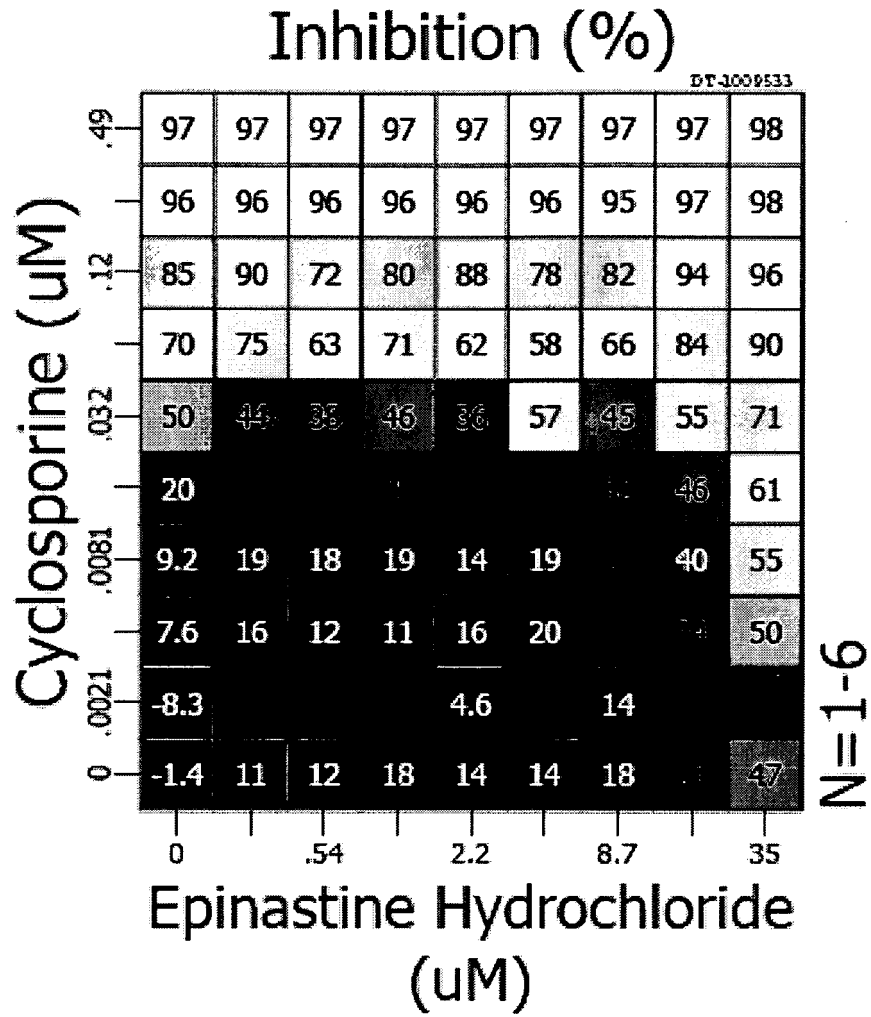 Inhibition (%)
DT-1009533
.49 97 97 97 97 97 97 97 97 98
96 96 96 96 96 96 95 97 98
.12 85 90 72 80 88 78 82 94 96
70 75 63 71 62 58 66 84 90
.032 50 44 46 36 57 45 55 71
20 46 61
.0081 9.2 19 18 19 14 19 40 55
7.6 16 12 11 16 20 50
.0021 -8.3 4.6 14
0 -1.4 11 12 18 14 14 18 47
0 .54 2.2 8.7 35
Cyclosporine (uM)
Epinastine Hydrochloride
(uM)
N=1-6